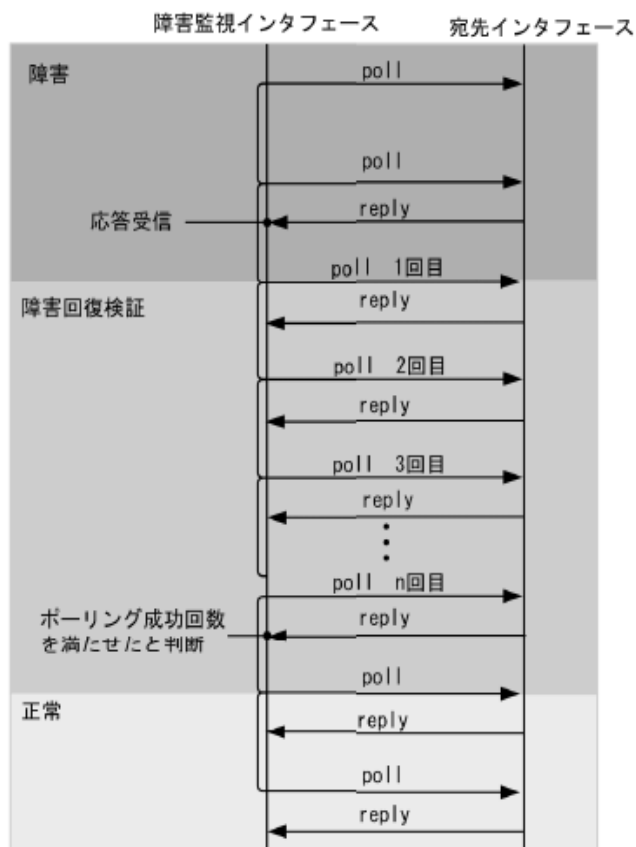 障害監視インタフェース
宛先インタフェース
障害
poll
poll
応答受信
reply
poll 1回目
障害回復検証
reply
poll 2回目
reply
poll 3回目
reply
poll n回目
ポーリング成功回数
を満たせたと判断
reply
poll
正常
reply
poll
reply